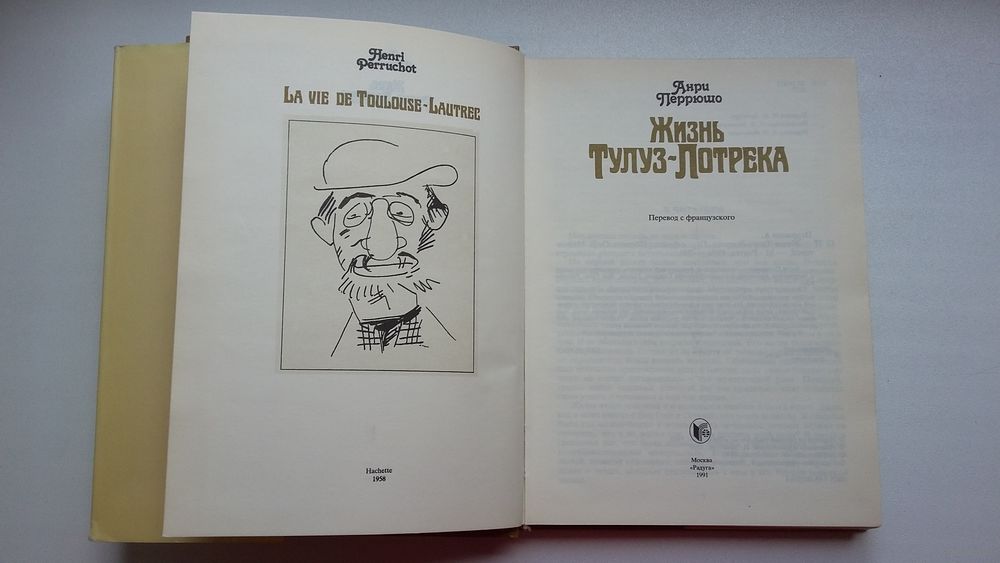 Henri
Perruchot
LA VIE DE TOULOUSE-LAUTREC
Hachette
1958
Анри
Перрюшо
ЖИЗНЬ
ТУЛУЗ-ЛОТРЕКА
Перевод с французского
Москва
«Радуга»
1991